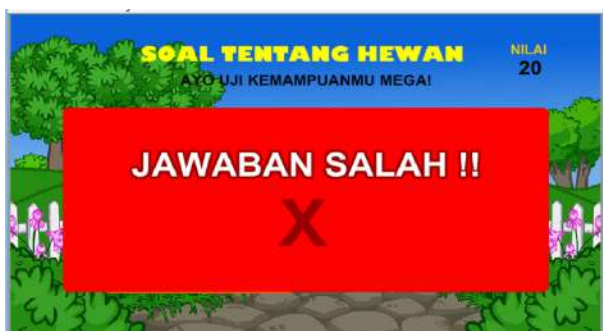 SOAL TENTANG HEWAN
NILAI
20
AYO UJI KEMAMPUANMU MEGA!
JAWABAN SALAH !!
X